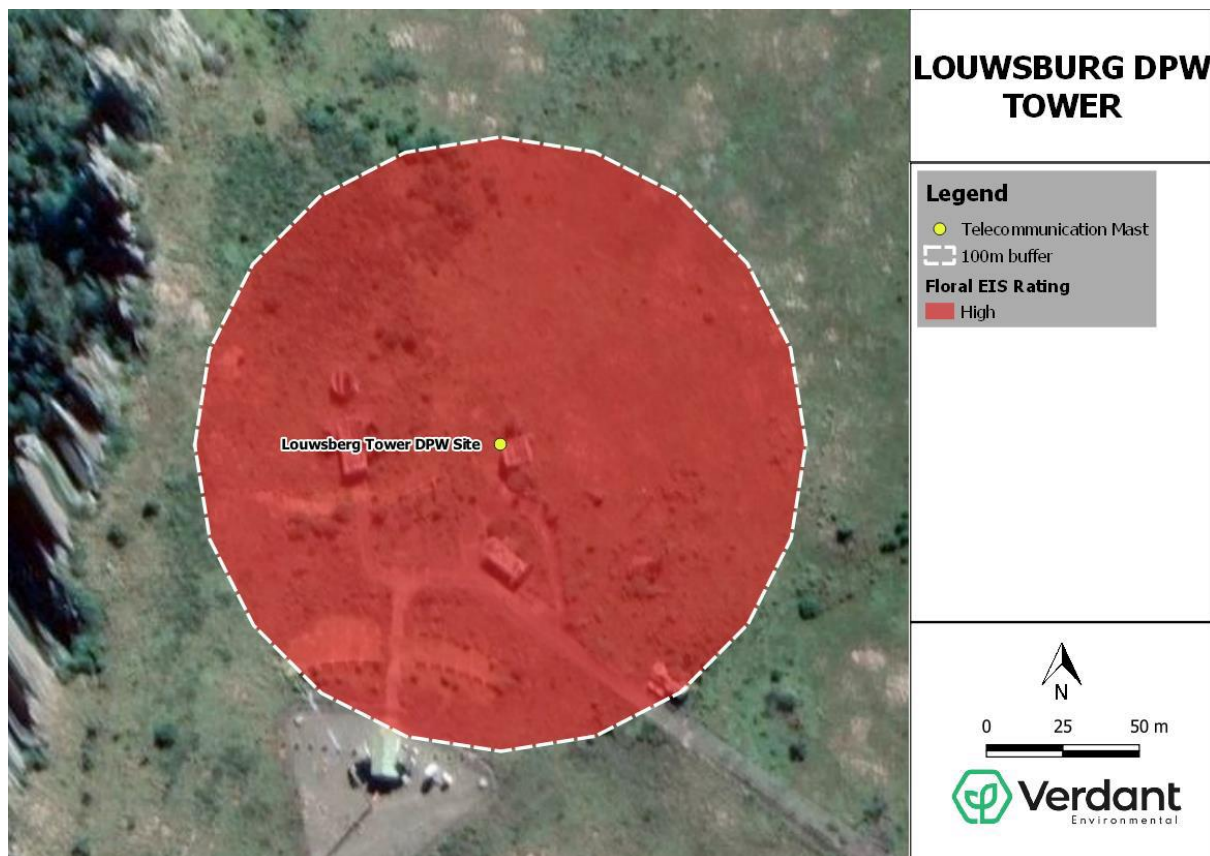 LOUWSBURG DPW
TOWER
Legend
Telecommunication Mast
100m buffer
Floral EIS Rating
High
Louwsberg Tower DPW Site
N
0 25 50 m
Verdant
Environmental